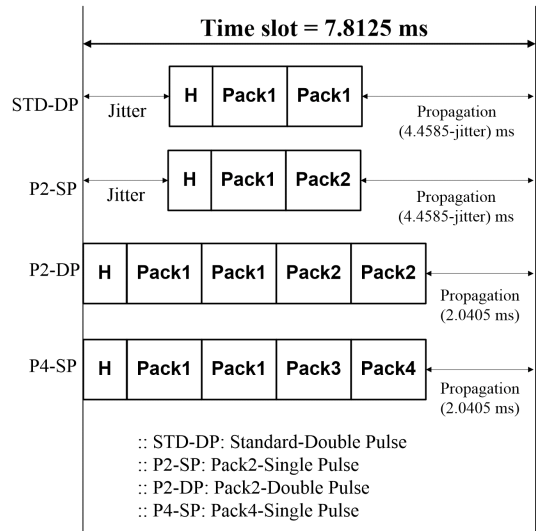 Time slot = 7.8125 ms
STD-DP
Jitter
H Pack1 Pack1
Propagation
(4.4585-jitter) ms
P2-SP
Jitter
H Pack1 Pack2
Propagation
(4.4585-jitter) ms
P2-DP
H Pack1 Pack1 Pack2 Pack2
Propagation
(2.0405 ms)
P4-SP
H Pack1 Pack1 Pack3 Pack4
Propagation
(2.0405 ms)
:: STD-DP: Standard-Double Pulse
:: P2-SP: Pack2-Single Pulse
:: P2-DP: Pack2-Double Pulse
:: P4-SP: Pack4-Single Pulse